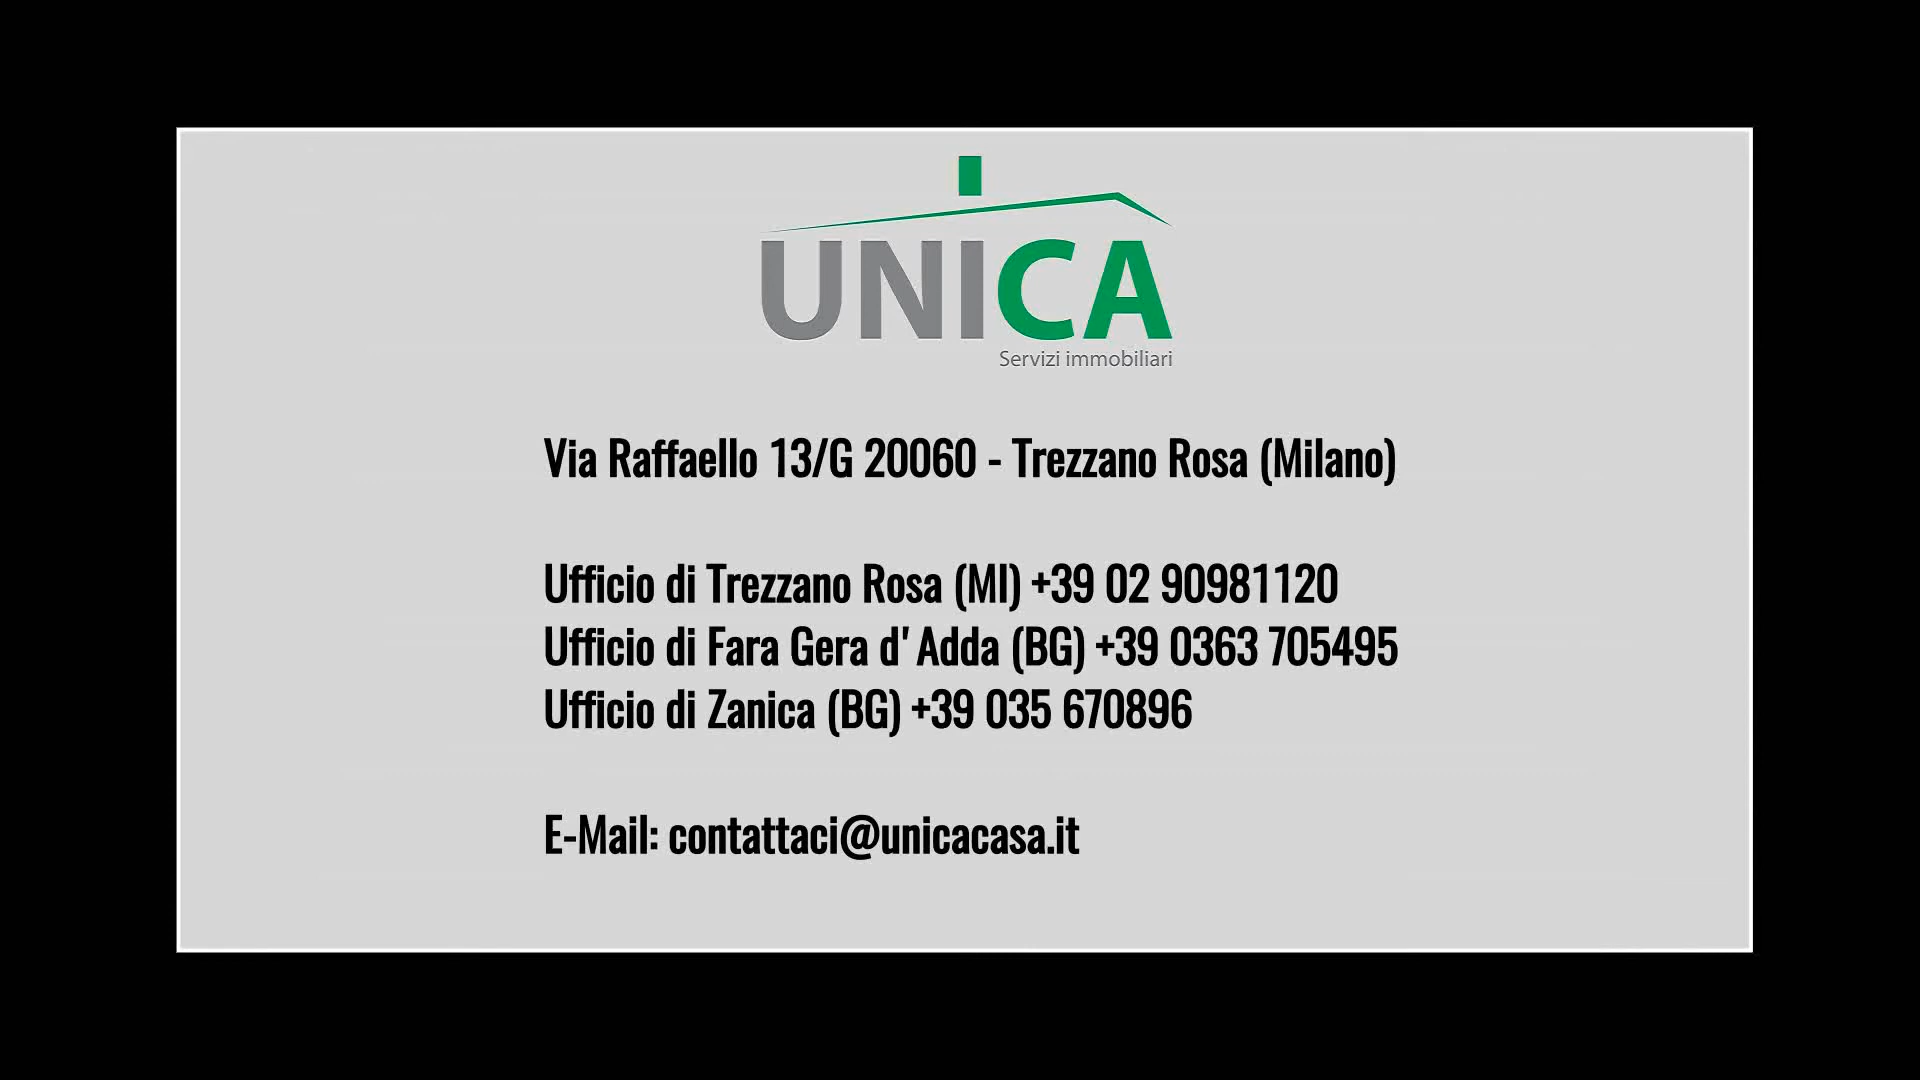 UNICA
Servizi immobiliari
Via Raffaello 13/G 20060 - Trezzano Rosa (Milano)
Ufficio di Trezzano Rosa (MI) +39 02 90981120
Ufficio di Fara Gera d'Adda (BG) +39 0363 705495
Ufficio di Zanica (BG) +39 035 670896
E-Mail: contattaci@unicacasa.it